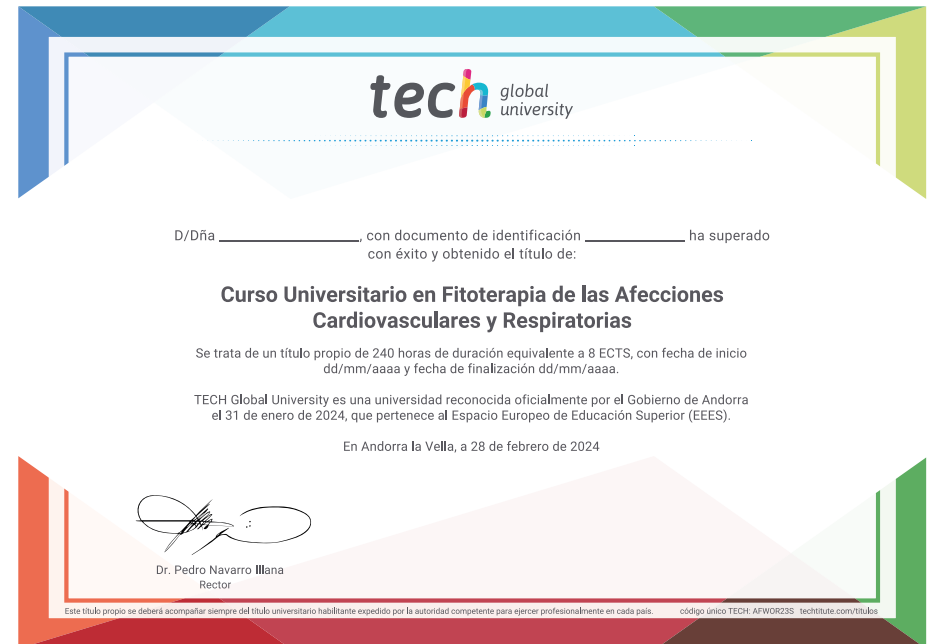 tech global
university
D/Dña ____________________, con documento de identificación ______________ ha superado
con éxito y obtenido el título de:
Curso Universitario en Fitoterapia de las Afecciones
Cardiovasculares y Respiratorias
Se trata de un título propio de 240 horas de duración equivalente a 8 ECTS, con fecha de inicio
dd/mm/aaaa y fecha de finalización dd/mm/aaaa.
TECH Global University es una universidad reconocida oficialmente por el Gobierno de Andorra
el 31 de enero de 2024, que pertenece al Espacio Europeo de Educación Superior (EEES).
En Andorra la Vella, a 28 de febrero de 2024
Dr. Pedro Navarro Illana
Rector
Este título propio se deberá acompañar siempre del título universitario habilitante expedido por la autoridad competente para ejercer profesionalmente en cada país. código único TECH: AFWOR23S techtitute.com/titulos